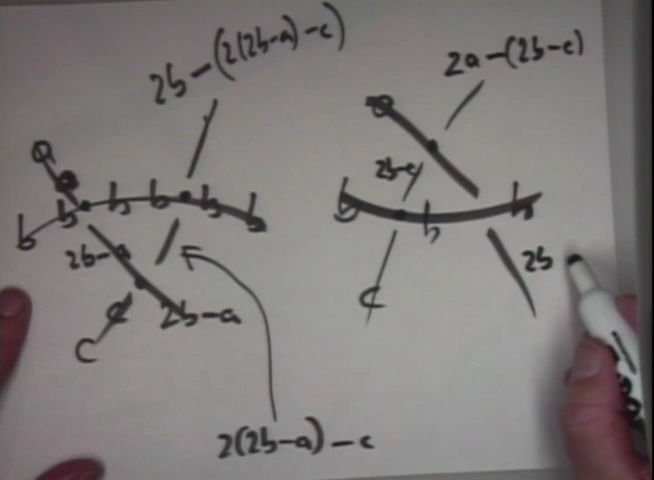 2b-(2(2b-a)-c)
2a-(2b-c)
a
a
2b-c
b b b b b b
b b b
2b-a
2b
c
c
2b-a
c
2(2b-a)-c